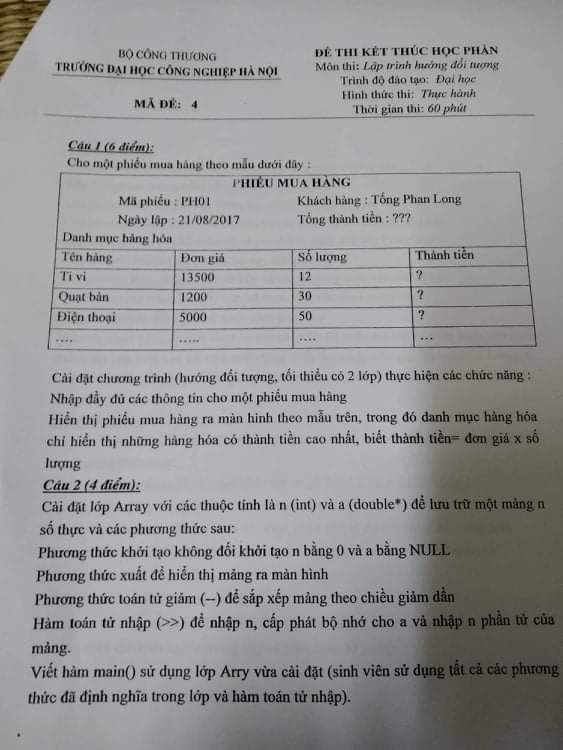 BỘ CÔNG THƯƠNG
TRƯỜNG ĐẠI HỌC CÔNG NGHIỆP HÀ NỘI
MÃ ĐỀ: 4
ĐỀ THI KẾT THÚC HỌC PHẦN
Môn thi: Lập trình hướng đối tượng
Trình độ đào tạo: Đại học
Hình thức thi: Thực hành
Thời gian thi: 60 phút
Câu 1 (6 điểm):
Cho một phiếu mua hàng theo mẫu dưới đây :
PHIẾU MUA HÀNG
Mã phiếu : PH01 Khách hàng : Tống Phan Long
Ngày lập : 21/08/2017 Tổng thành tiền : ???
Danh mục hàng hóa
Tên hàng Đơn giá Số lượng Thành tiền
Ti vi 13500 12 ?
Quạt bàn 1200 30 ?
Điện thoại 5000 50 ?
.... ..... .... ...
Cài đặt chương trình (hướng đối tượng, tối thiểu có 2 lớp) thực hiện các chức năng :
Nhập đầy đủ các thông tin cho một phiếu mua hàng
Hiển thị phiếu mua hàng ra màn hình theo mẫu trên, trong đó danh mục hàng hóa
chỉ hiển thị những hàng hóa có thành tiền cao nhất, biết thành tiền= đơn giá x số
lượng
Câu 2 (4 điểm):
Cài đặt lớp Array với các thuộc tính là n (int) và a (double*) để lưu trữ một mảng n
số thực và các phương thức sau:
Phương thức khởi tạo không đối khởi tạo n bằng 0 và a bằng NULL
Phương thức xuất để hiển thị mảng ra màn hình
Phương thức toán tử giảm (--) để sắp xếp mảng theo chiều giảm dần
Hàm toán tử nhập (>>) để nhập n, cấp phát bộ nhớ cho a và nhập n phần tử của
mảng.
Viết hàm main() sử dụng lớp Arry vừa cài đặt (sinh viên sử dụng tất cả các phương
thức đã định nghĩa trong lớp và hàm toán tử nhập).